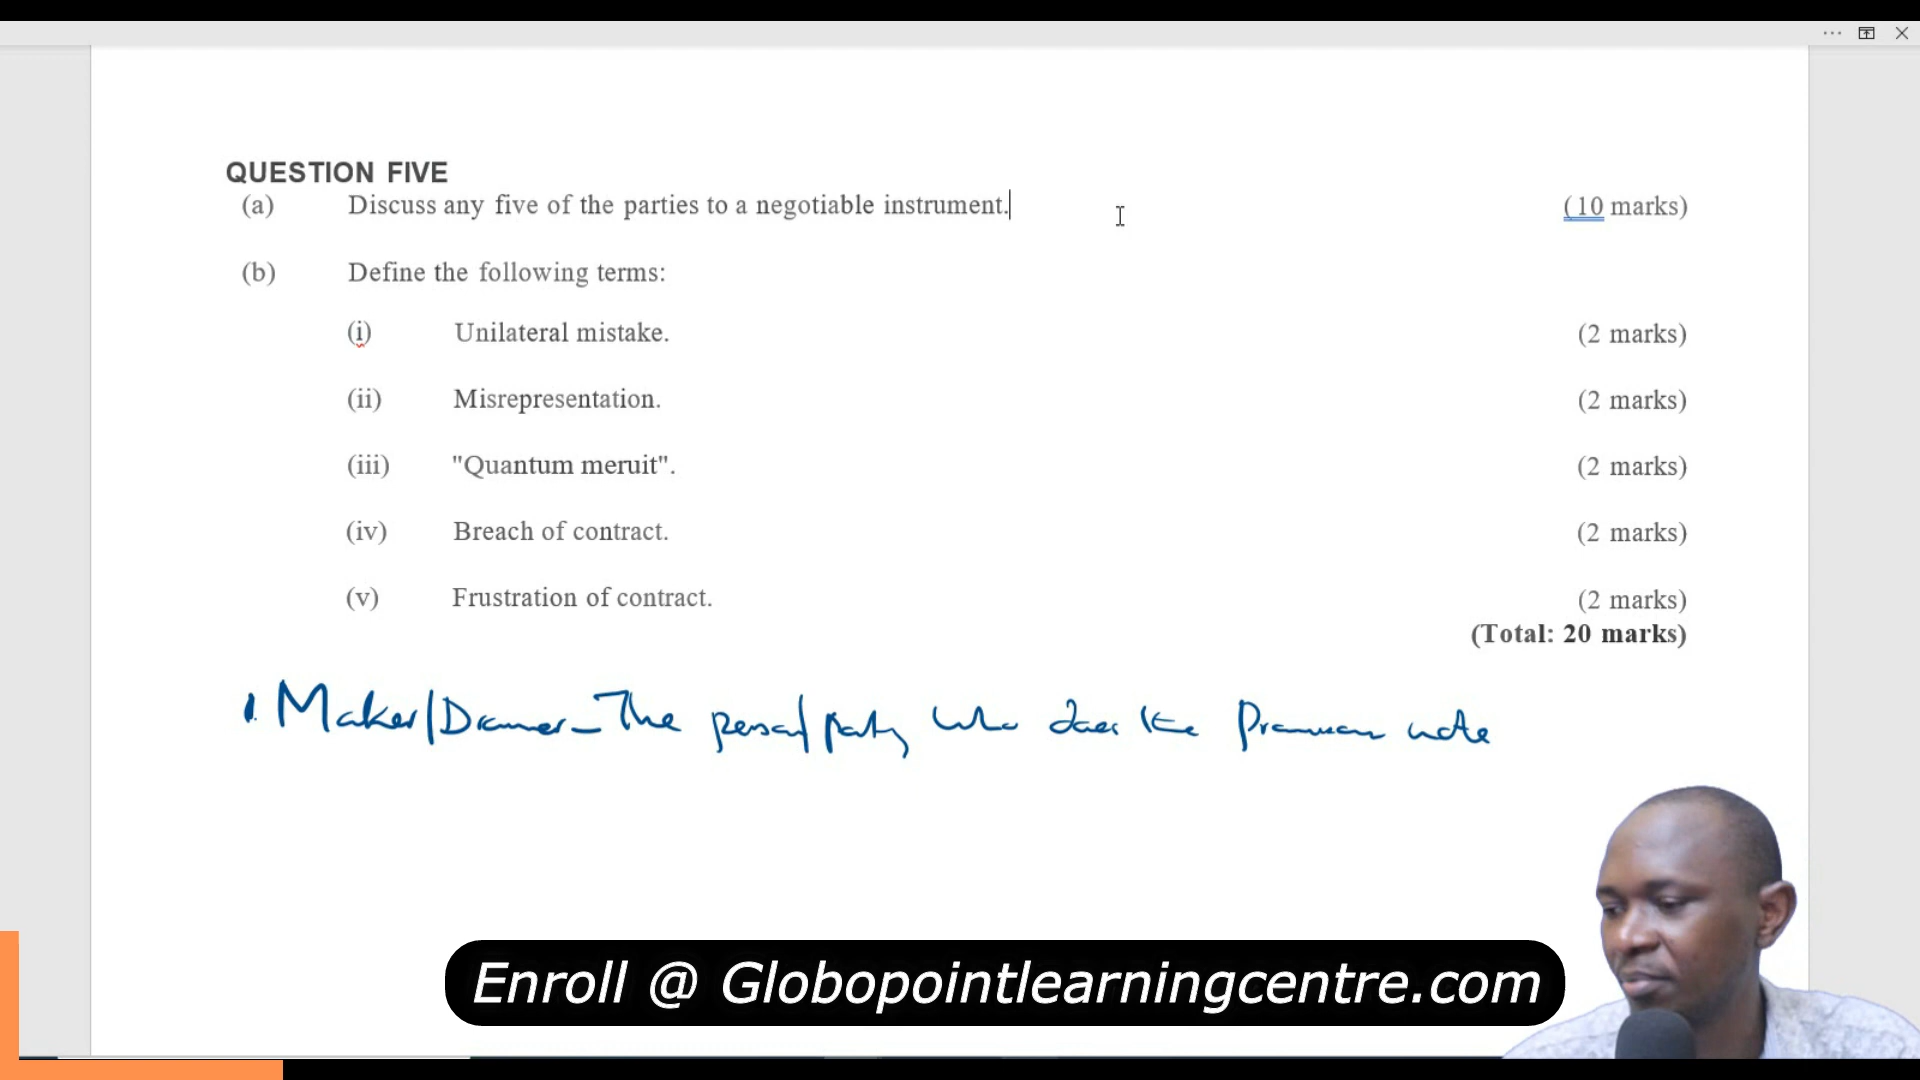 QUESTION FIVE
(a) Discuss any five of the parties to a negotiable instrument. (10 marks)
(b) Define the following terms:
(i) Unilateral mistake. (2 marks)
(ii) Misrepresentation. (2 marks)
(iii) "Quantum meruit". (2 marks)
(iv) Breach of contract. (2 marks)
(v) Frustration of contract. (2 marks)
(Total: 20 marks)
1. Maker/Drawer - The person/party who does the note
Enroll @ Globopointlearningcentre.com